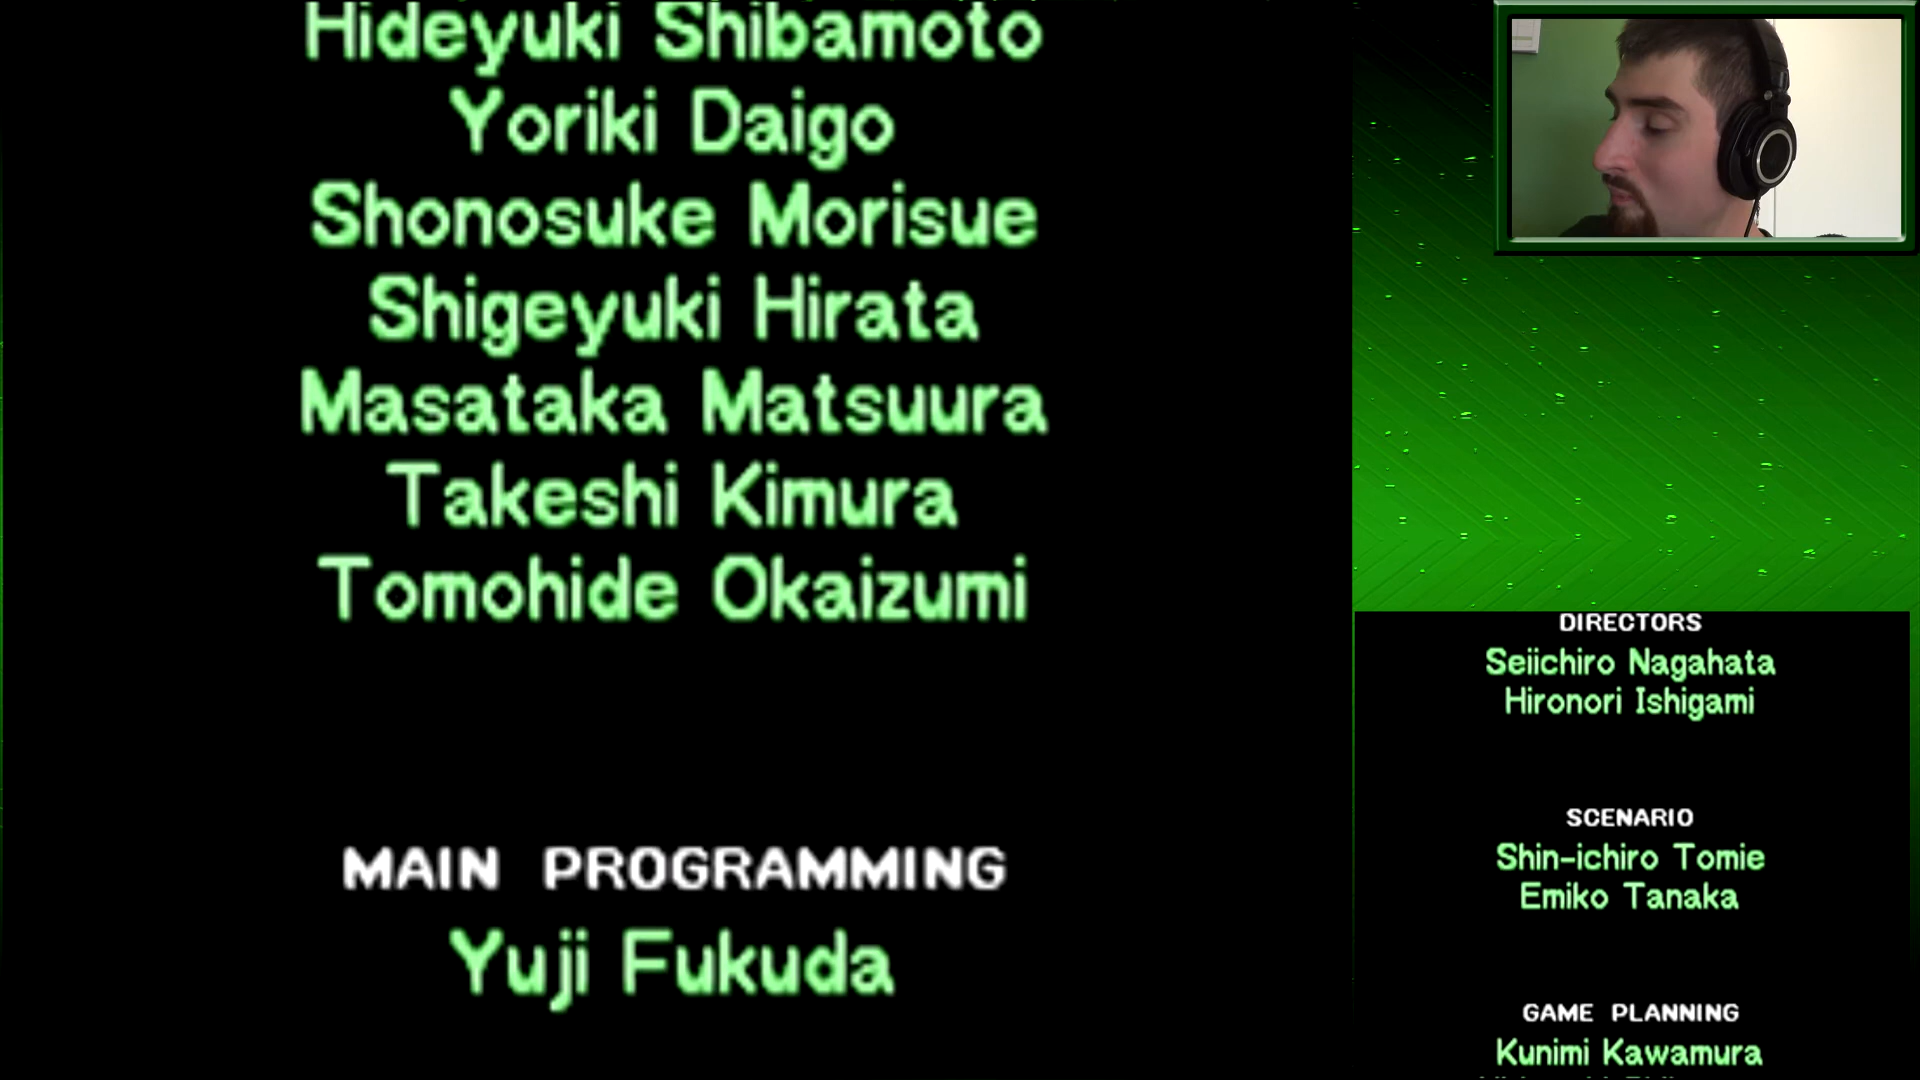 Hideyuki Shibamoto
Yoriki Daigo
Shonosuke Morisue
Shigeyuki Hirata
Masataka Matsuura
Takeshi Kimura
Tomohide Okaizumi
MAIN PROGRAMMING
Yuji Fukuda
DIRECTORS
Seiichiro Nagahata
Hironori Ishigami
SCENARIO
Shin-ichiro Tomie
Emiko Tanaka
GAME PLANNING
Kunimi Kawamura